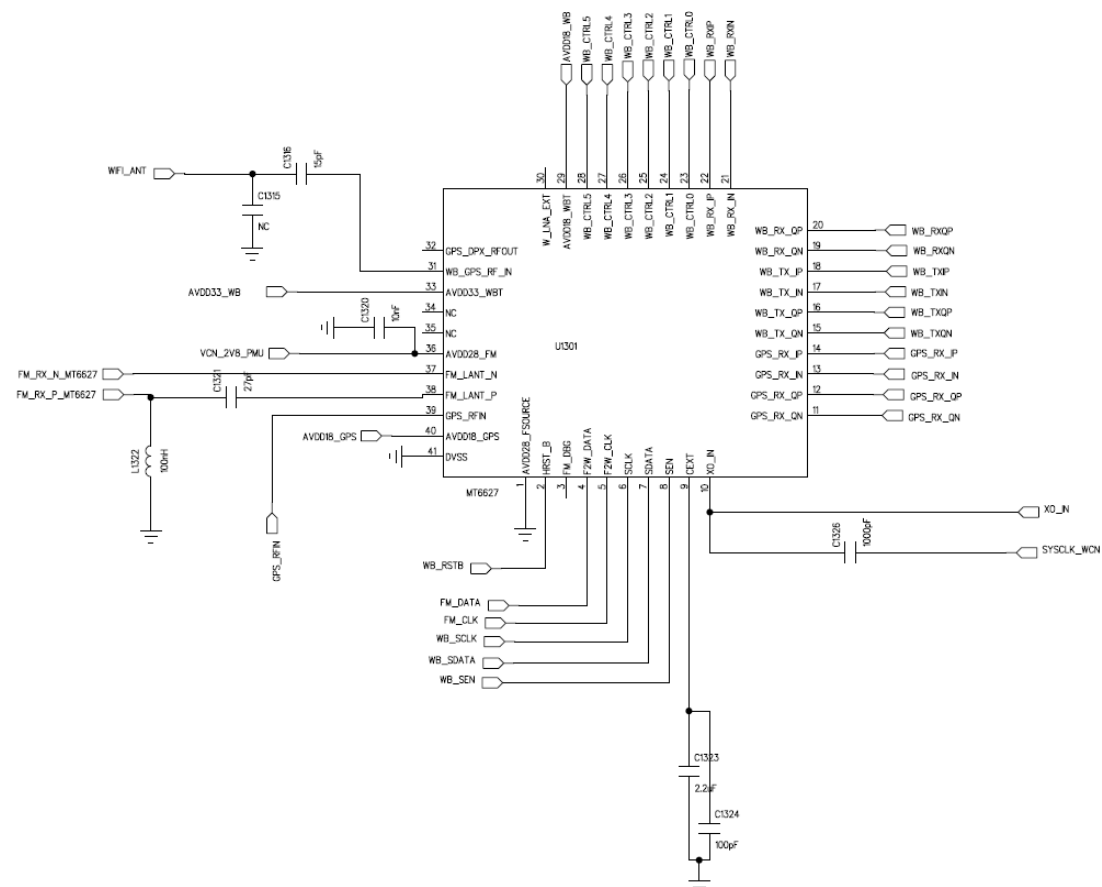 AVDD18_WB
WB_CTRL5
WB_CTRL4
WB_CTRL3
WB_CTRL2
WB_CTRL1
WB_CTRL0
WB_RXIP
WB_RXIN
30
29
28
27
26
25
24
23
22
21
W_LNA_EXT
AVDD18_WBT
WB_CTRL5
WB_CTRL4
WB_CTRL3
WB_CTRL2
WB_CTRL1
WB_CTRL0
WB_RX_IP
WB_RX_IN
WIFI_ANT
C1316
15pF
C1315
NC
32 GPS_DPX_RFOUT
31 WB_GPS_RF_IN
AVDD33_WB
33 AVDD33_WBT
34 NC
C1320
10nF
35 NC
VCN_2V8_PMU
36 AVDD28_FM
FM_RX_N_MT6627
37 FM_LANT_N
FM_RX_P_MT6627
C1321
27pF
38 FM_LANT_P
39 GPS_RFIN
AVDD18_GPS
40 AVDD18_GPS
41 DVSS
L1322
100nH
GPS_RFIN
U1301
MT6627
WB_RX_QP 20 WB_RXQP
WB_RX_QN 19 WB_RXQN
WB_TX_IP 18 WB_TXIP
WB_TX_IN 17 WB_TXIN
WB_TX_QP 16 WB_TXQP
WB_TX_QN 15 WB_TXQN
GPS_RX_IP 14 GPS_RX_IP
GPS_RX_IN 13 GPS_RX_IN
GPS_RX_QP 12 GPS_RX_QP
GPS_RX_QN 11 GPS_RX_QN
AVDD28_FSOURCE
HRST_B
FM_DBG
F2W_DATA
F2W_CLK
SCLK
SDATA
SEN
CEXT
XO_IN
1
2
3
4
5
6
7
8
9
10
XO_IN
C1326
1000pF
SYSCLK_WCN
WB_RSTB
FM_DATA
FM_CLK
WB_SCLK
WB_SDATA
WB_SEN
C1323
C1324
100pF